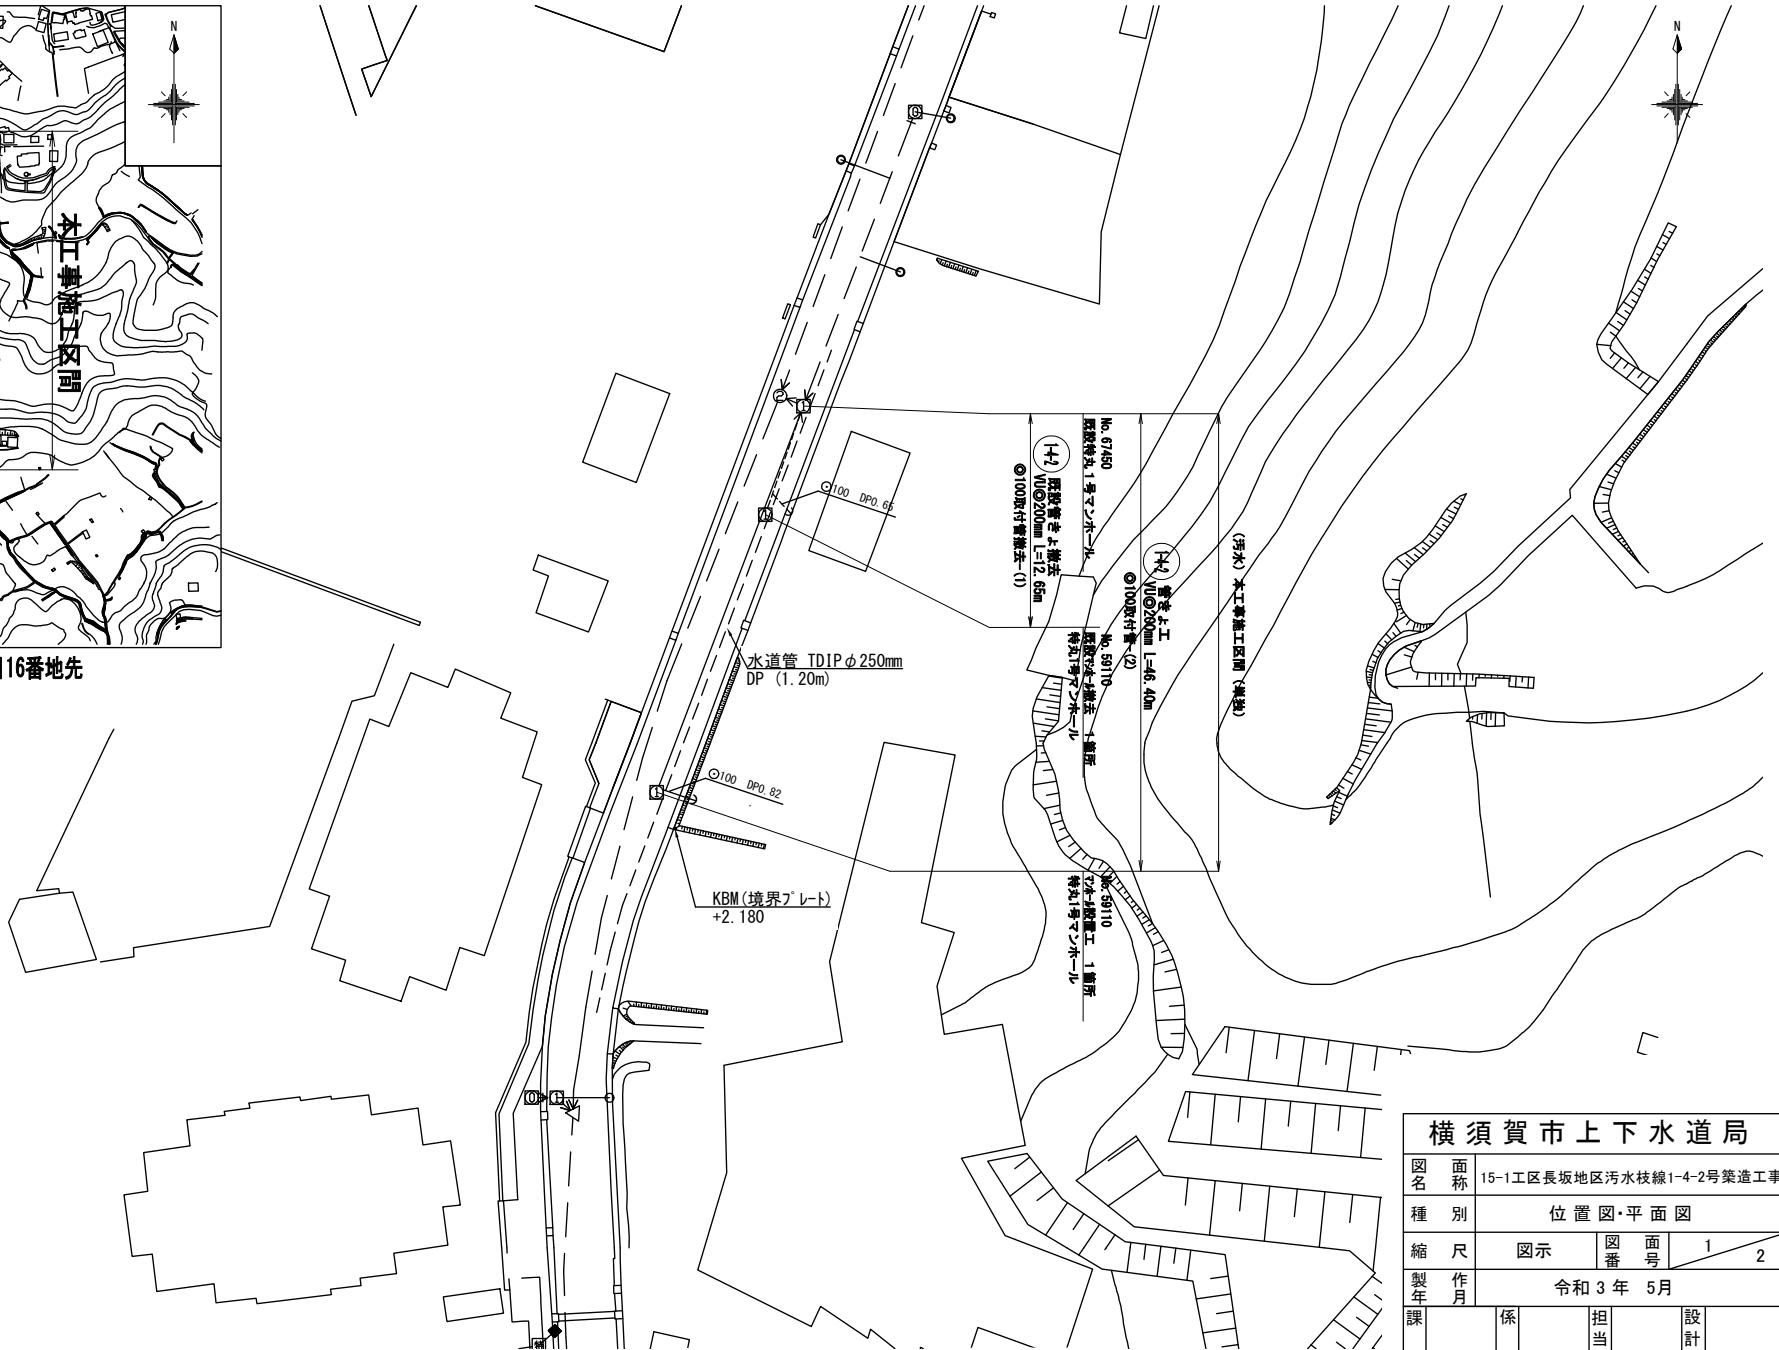 N
本工事施工区間
16番地先
N
No. 67450
既設特丸1号マンホール
1-4-2
既設管きょ撤去
VU◎200mm L=12.65m
◎100取付管撤去-(1)
(汚水) 本工事施工区間 (単独)
1-4-2
管きょ工
VU◎200mm L=46.40m
◎100取付管-(2)
No. 59110
既設マンホール撤去 1箇所
特丸1号マンホール
No. 59110
マンホール設置工 1箇所
特丸1号マンホール
100 DP0.65
水道管 TDIPφ250mm
DP (1.20m)
100 DP0.82
KBM(境界プレート)
+2.180
横須賀市上下水道局
図面名称 15-1工区長坂地区汚水枝線1-4-2号築造工事
種別 位置図・平面図
縮尺 図示 図面番号 1 2
製作年月 令和3年 5月
課 係 担当 設計